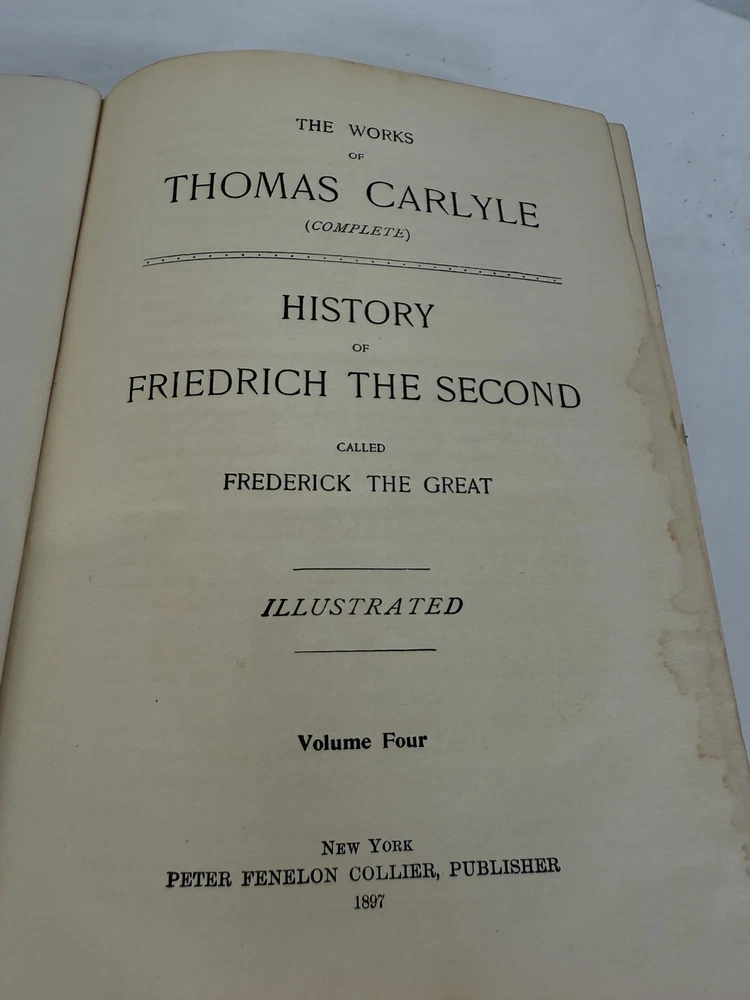 THE WORKS
OF
THOMAS CARLYLE
(COMPLETE)
HISTORY
OF
FRIEDRICH THE SECOND
CALLED
FREDERICK THE GREAT
ILLUSTRATED
Volume Four
NEW YORK
PETER FENELON COLLIER, PUBLISHER
1897